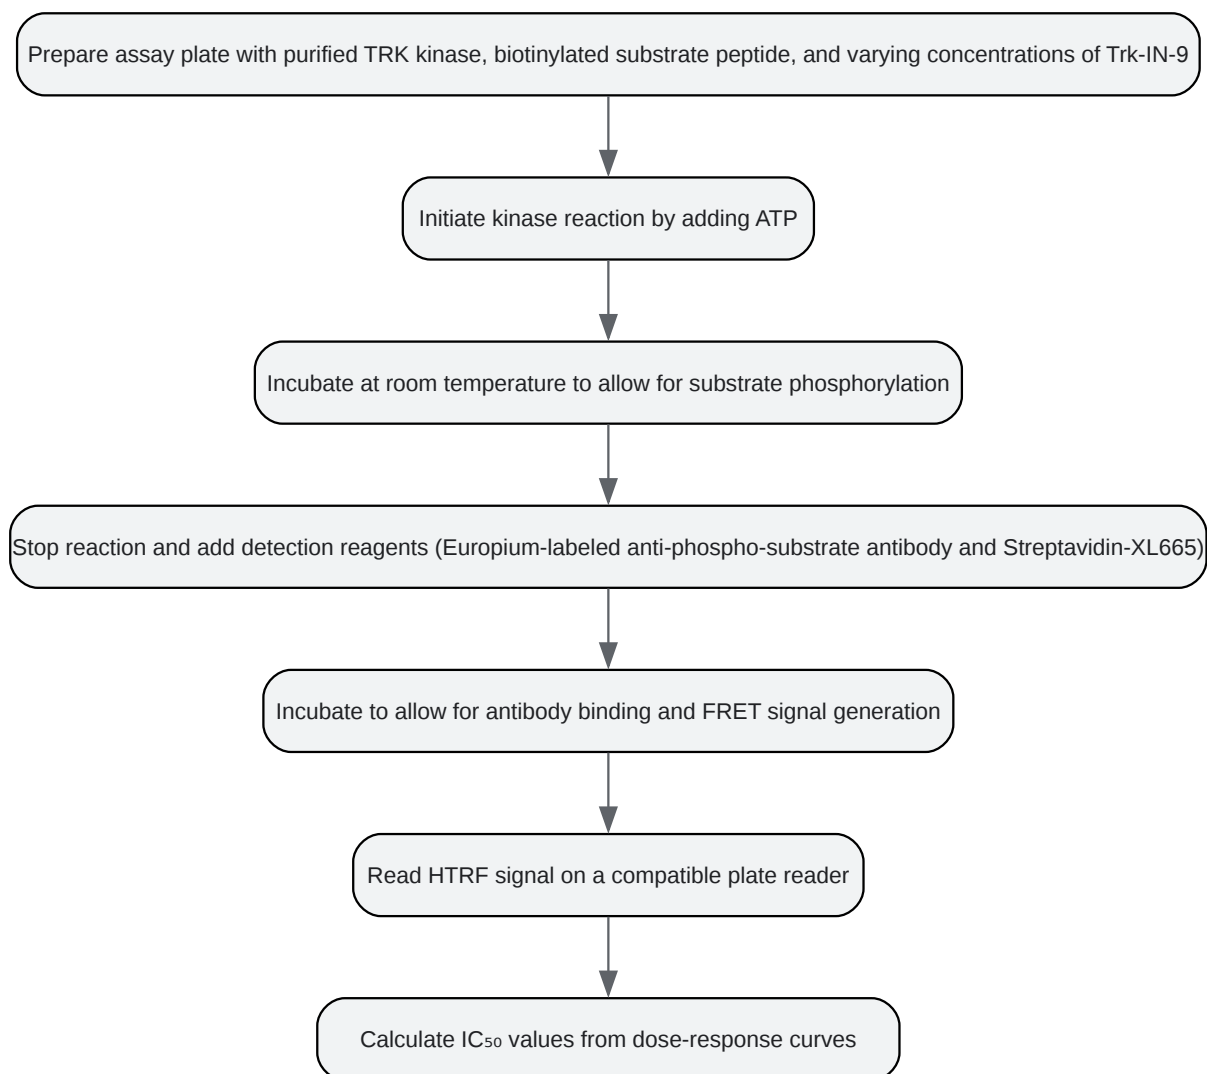 Prepare assay plate with purified TRK kinase, biotinylated substrate peptide, and varying concentrations of Trk-IN-9
Initiate kinase reaction by adding ATP
Incubate at room temperature to allow for substrate phosphorylation
Stop reaction and add detection reagents (Europium-labeled anti-phospho-substrate antibody and Streptavidin-XL665)
Incubate to allow for antibody binding and FRET signal generation
Read HTRF signal on a compatible plate reader
Calculate IC₅₀ values from dose-response curves